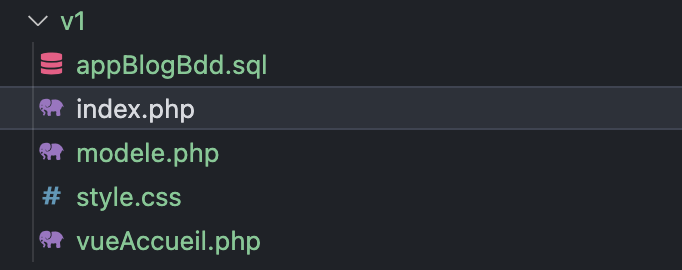 v1
appBlogBdd.sql
index.php
modele.php
# style.css
vueAccueil.php